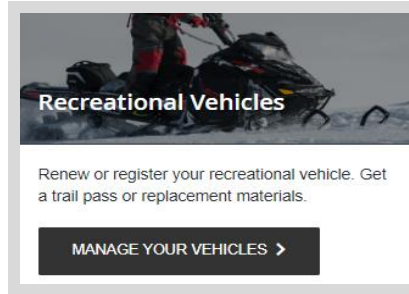 Recreational Vehicles
Renew or register your recreational vehicle. Get
a trail pass or replacement materials.
MANAGE YOUR VEHICLES >